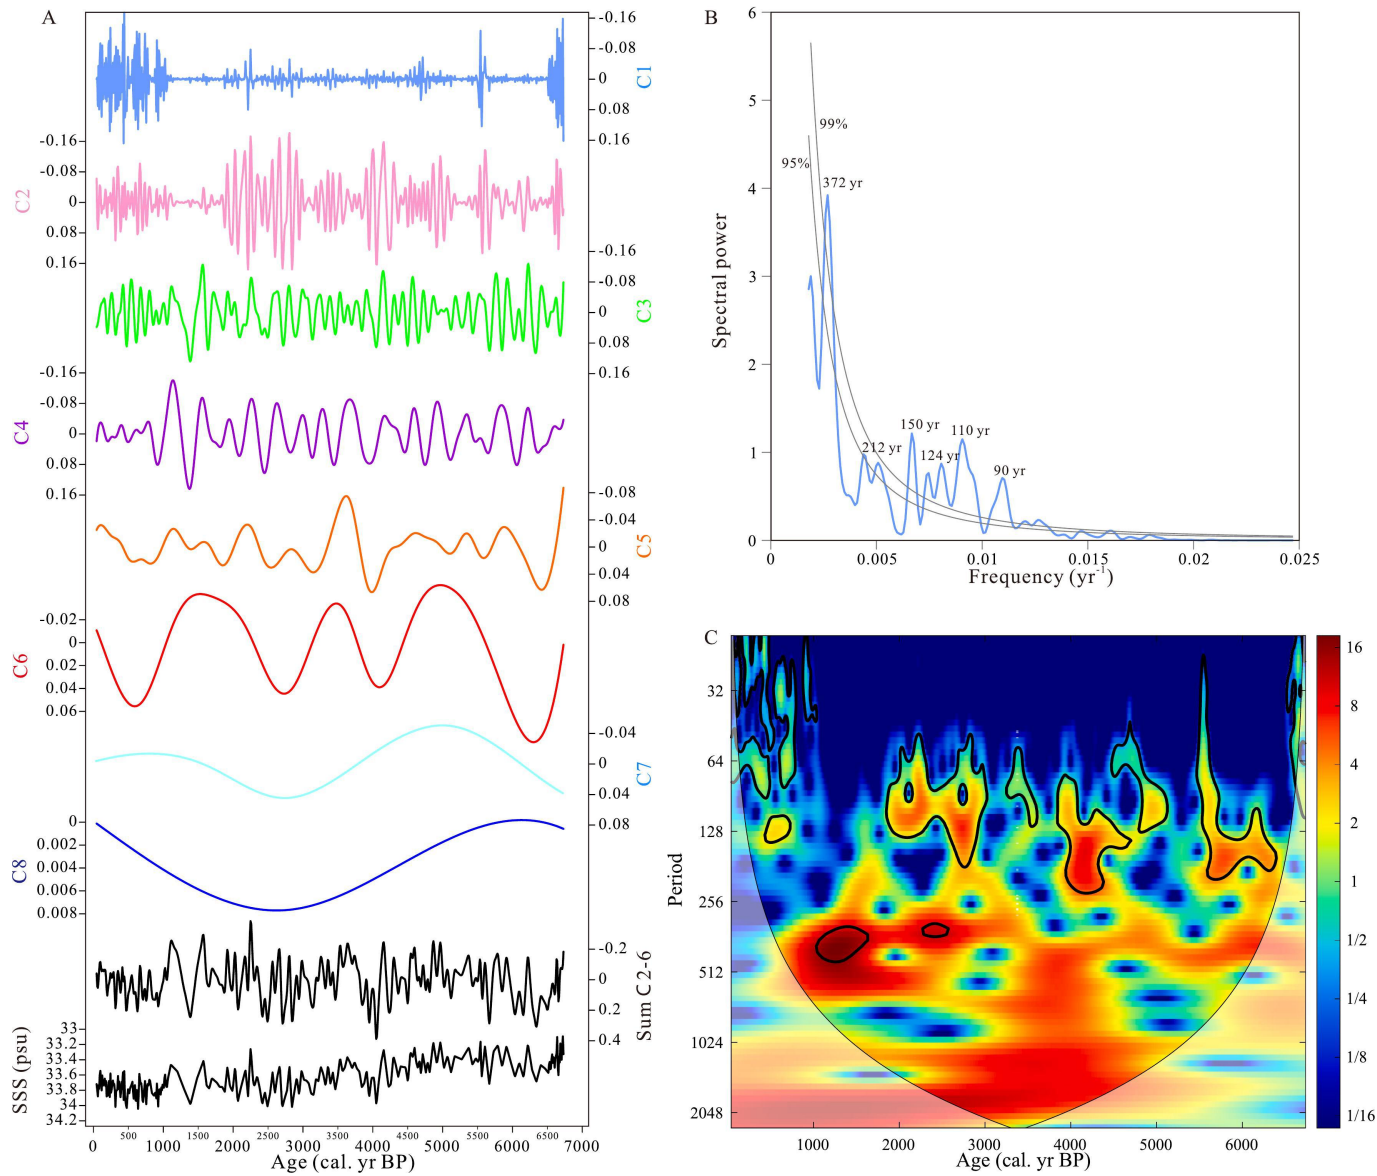 A
-0.16
-0.08
0
0.08
0.16
C1
-0.16
-0.08
0
0.08
0.16
C2
-0.16
-0.08
0
0.08
0.16
C3
-0.16
-0.08
0
0.08
0.16
C4
-0.08
-0.04
0
0.04
0.08
C5
-0.02
0
0.02
0.04
0.06
C6
-0.04
0
0.04
0.08
C7
0
0.002
0.004
0.006
0.008
C8
-0.2
0
0.2
0.4
Sum C 2-6
33
33.2
33.4
33.6
33.8
34
34.2
SSS (psu)
0 500 1000 1500 2000 2500 3000 3500 4000 4500 5000 5500 6000 6500 7000
Age (cal. yr BP)
B
6
5
4
3
2
1
0
Spectral power
99%
95%
372 yr
212 yr
150 yr
124 yr
110 yr
90 yr
0 0.005 0.01 0.015 0.02 0.025
Frequency (yr-1)
C
32
64
128
256
512
1024
2048
Period
1000 2000 3000 4000 5000 6000
Age (cal. yr BP)
16
8
4
2
1
1/2
1/4
1/8
1/16